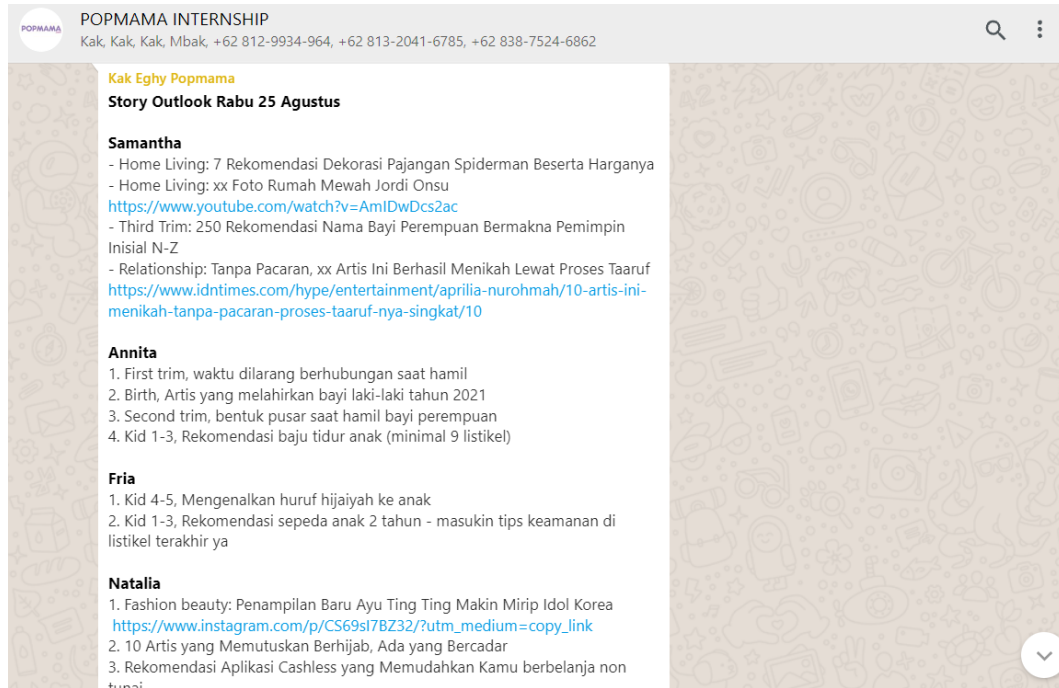 POPMAMA
POPMAMA INTERNSHIP
Kak, Kak, Kak, Mbak, +62 812-9934-964, +62 813-2041-6785, +62 838-7524-6862
Kak Eghy Popmama
Story Outlook Rabu 25 Agustus
Samantha
- Home Living: 7 Rekomendasi Dekorasi Pajangan Spiderman Beserta Harganya
- Home Living: xx Foto Rumah Mewah Jordi Onsu
https://www.youtube.com/watch?v=AmIDwDcs2ac
- Third Trim: 250 Rekomendasi Nama Bayi Perempuan Bermakna Pemimpin
Inisial N-Z
- Relationship: Tanpa Pacaran, xx Artis Ini Berhasil Menikah Lewat Proses Taaruf
https://www.idntimes.com/hype/entertainment/aprilia-nurohmah/10-artis-ini-
menikah-tanpa-pacaran-proses-taaruf-nya-singkat/10
Annita
1. First trim, waktu dilarang berhubungan saat hamil
2. Birth, Artis yang melahirkan bayi laki-laki tahun 2021
3. Second trim, bentuk pusar saat hamil bayi perempuan
4. Kid 1-3, Rekomendasi baju tidur anak (minimal 9 listikel)
Fria
1. Kid 4-5, Mengenalkan huruf hijaiyah ke anak
2. Kid 1-3, Rekomendasi sepeda anak 2 tahun - masukin tips keamanan di
listikel terakhir ya
Natalia
1. Fashion beauty: Penampilan Baru Ayu Ting Ting Makin Mirip Idol Korea
https://www.instagram.com/p/CS69sI7BZ32/?utm_medium=copy_link
2. 10 Artis yang Memutuskan Berhijab, Ada yang Bercadar
3. Rekomendasi Aplikasi Cashless yang Memudahkan Kamu berbelanja non
tunai